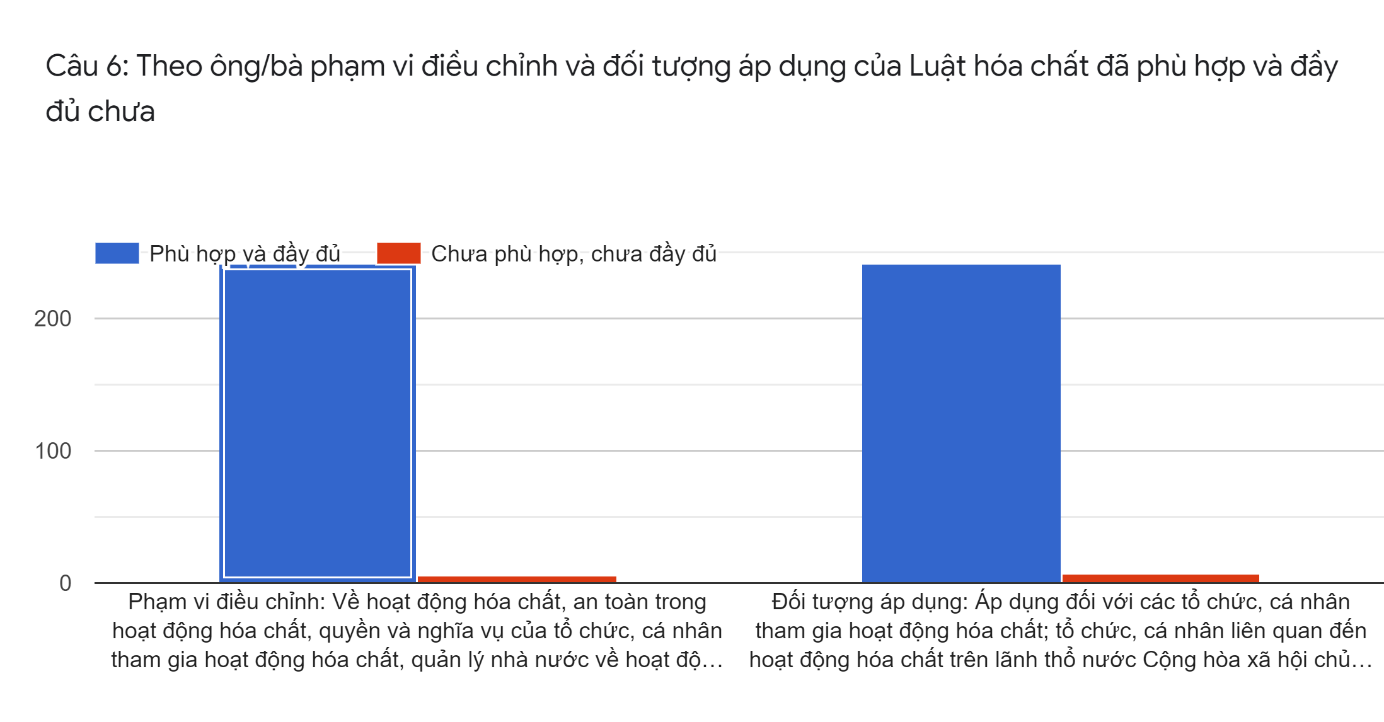 Câu 6: Theo ông/bà phạm vi điều chỉnh và đối tượng áp dụng của Luật hóa chất đã phù hợp và đầy
đủ chưa
Phù hợp và đầy đủ
Chưa phù hợp, chưa đầy đủ
200
100
0
Phạm vi điều chỉnh: Về hoạt động hóa chất, an toàn trong
hoạt động hóa chất, quyền và nghĩa vụ của tổ chức, cá nhân
tham gia hoạt động hóa chất, quản lý nhà nước về hoạt độ…
Đối tượng áp dụng: Áp dụng đối với các tổ chức, cá nhân
tham gia hoạt động hóa chất; tổ chức, cá nhân liên quan đến
hoạt động hóa chất trên lãnh thổ nước Cộng hòa xã hội chủ…